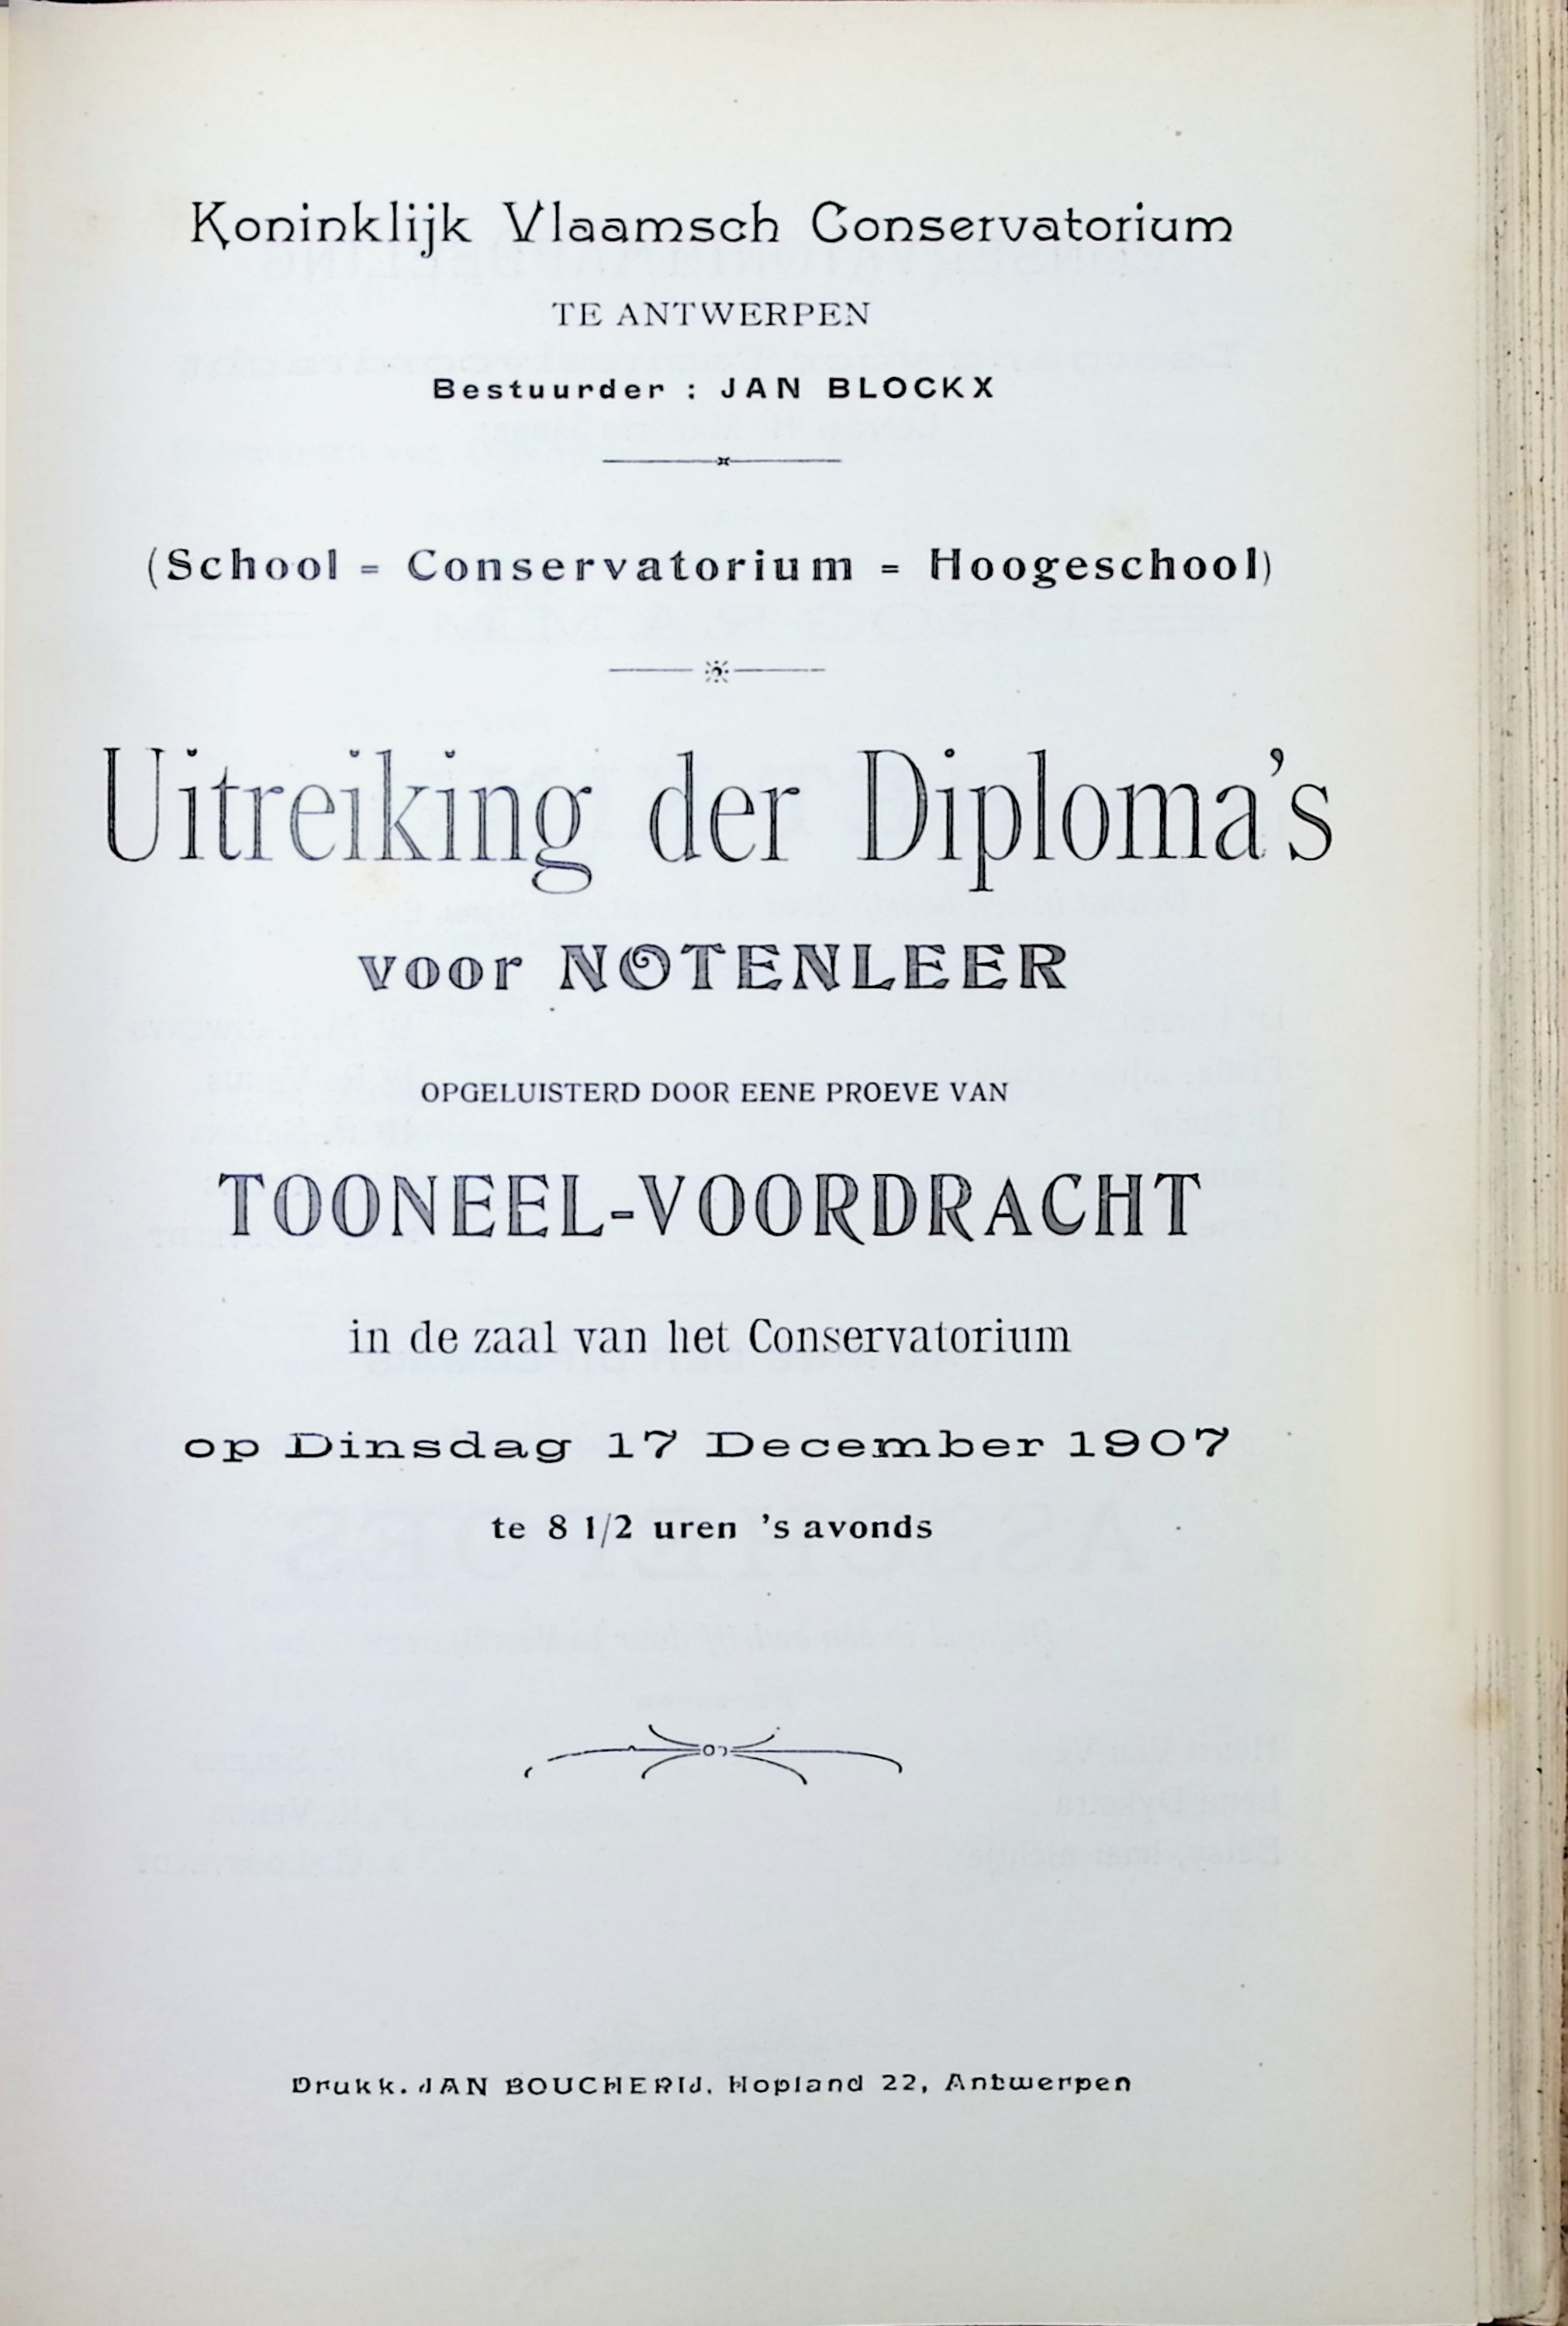 Koninklijk Vlaamsch Conservatorium
TE ANTWERPEN
Bestuurder : JAN BLOCKX
(School = Conservatorium = Hoogeschool)
Uitreiking der Diploma's
voor NOTENLEER
OPGELUISTERD DOOR EENE PROEVE VAN
TOONEEL-VOORDRACHT
in de zaal van het Conservatorium
op Dinsdag 17 December 1907
te 8 1/2 uren 's avonds
Drukk. JAN BOUCHERIJ, Hopland 22, Antwerpen